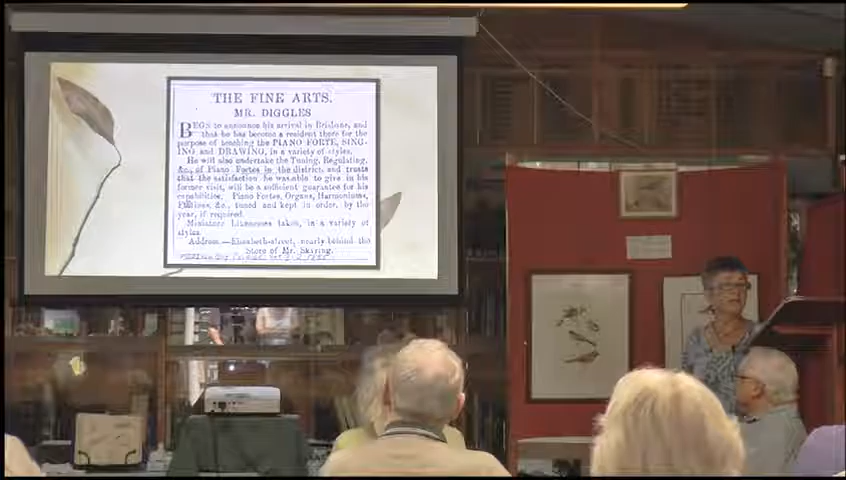 THE FINE ARTS.
MR. DIGGLES
BEGS to announce his arrival in Brisbane, and
that he has become a resident there for the
purpose of teaching the PIANO FORTE, SING-
ING and DRAWING, in a variety of styles.
He will also undertake the Tuning, Regulating,
&c., of Piano Fortes in the district, and trusts
that the satisfaction he was able to give in his
former visit, will be a sufficient guarantee for his
capabilities. Piano Fortes, Organs, Harmoniums,
&c., tuned and kept in order, by the
year, if required.
Miniature Likenesses taken, in a variety of
styles.
Address.—Elizabeth-street, nearly behind the
Store of Mr. Skiving.